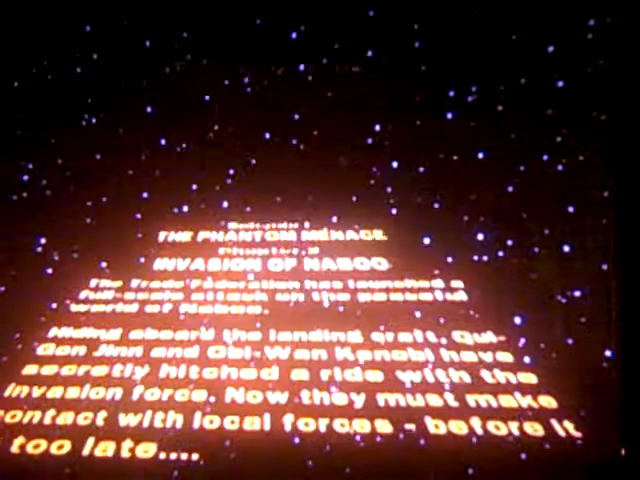 THE PHANTOM MENACE
INVASION OF NABOO
The Trade Federation has launched a
full-scale attack on the peaceful
world of Naboo.
Hiding aboard the landing craft, Qui-
Gon Jinn and Obi-Wan Kenobi have
secretly hitched a ride with the
invasion force. Now they must make
contact with local forces - before it
too late....